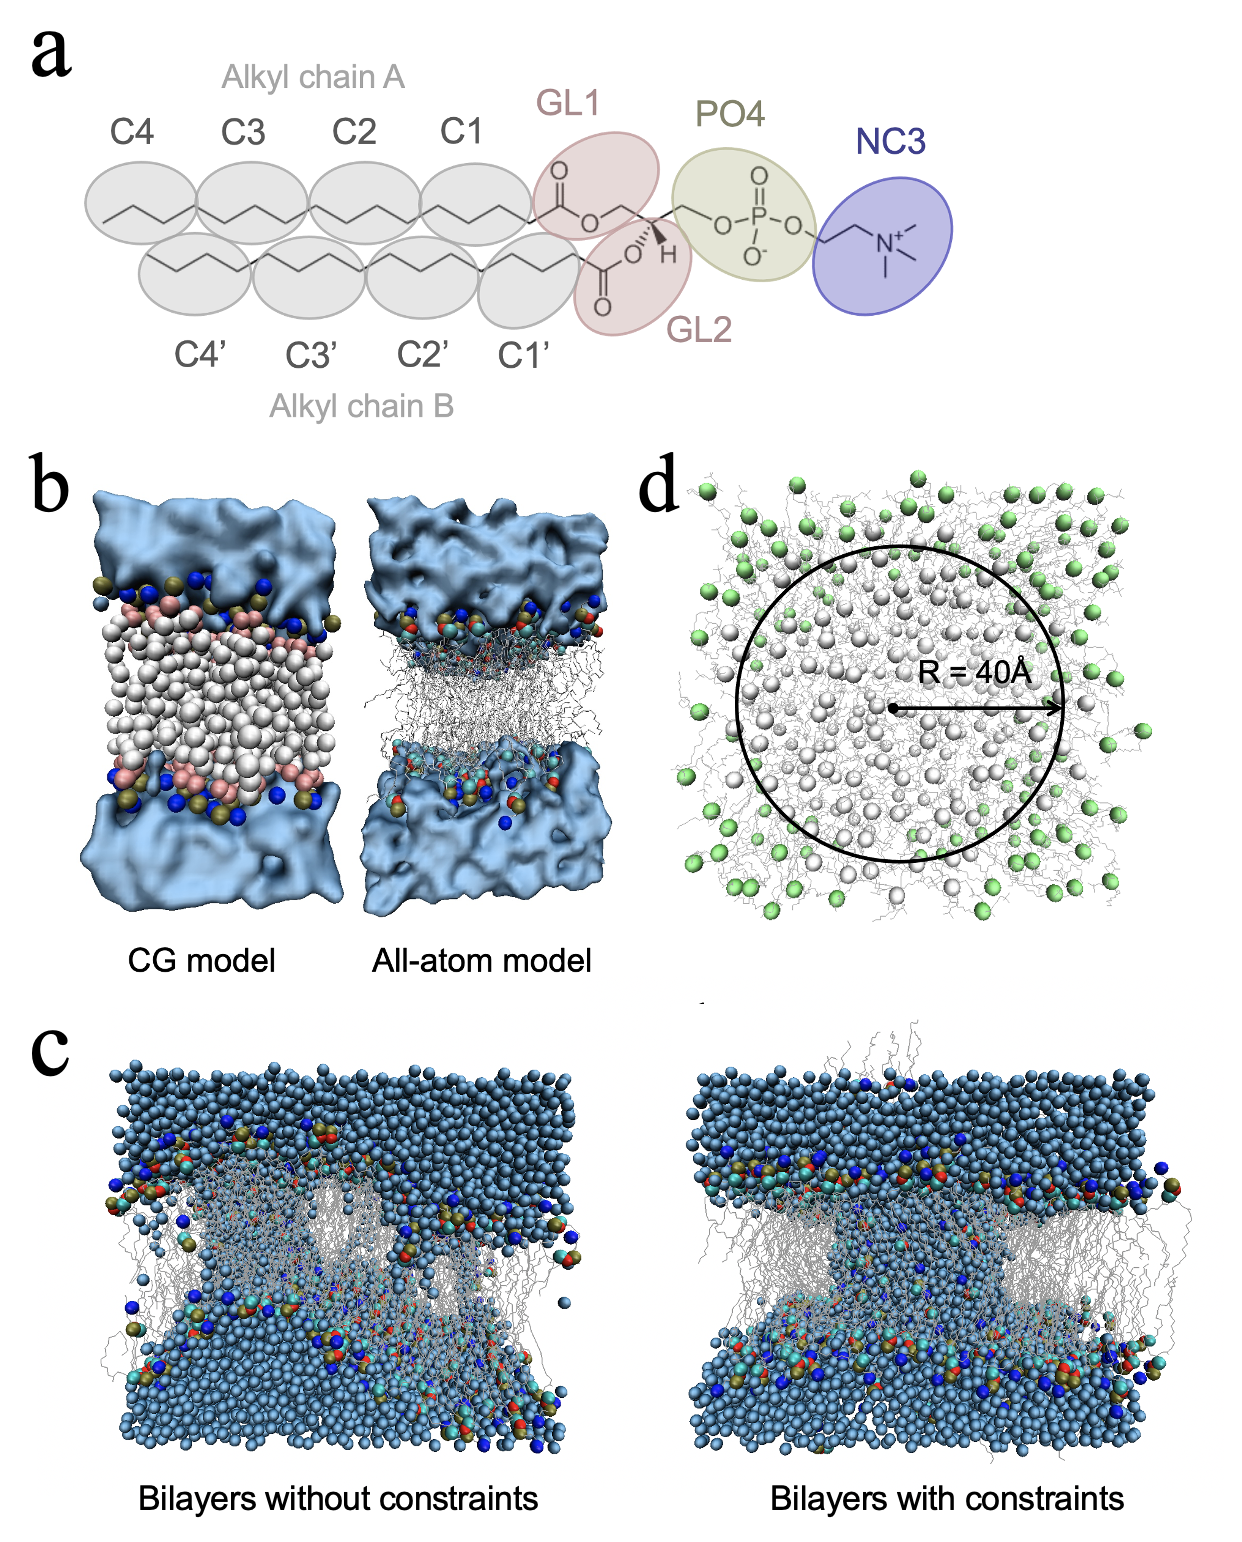 a
Alkyl chain A
C4 C3 C2 C1 GL1 PO4 NC3
O O O P O O O⁻ N⁺
O H O
C4’ C3’ C2’ C1’ GL2
Alkyl chain B
b
CG model All-atom model
d
R = 40Å
c
Bilayers without constraints
Bilayers with constraints